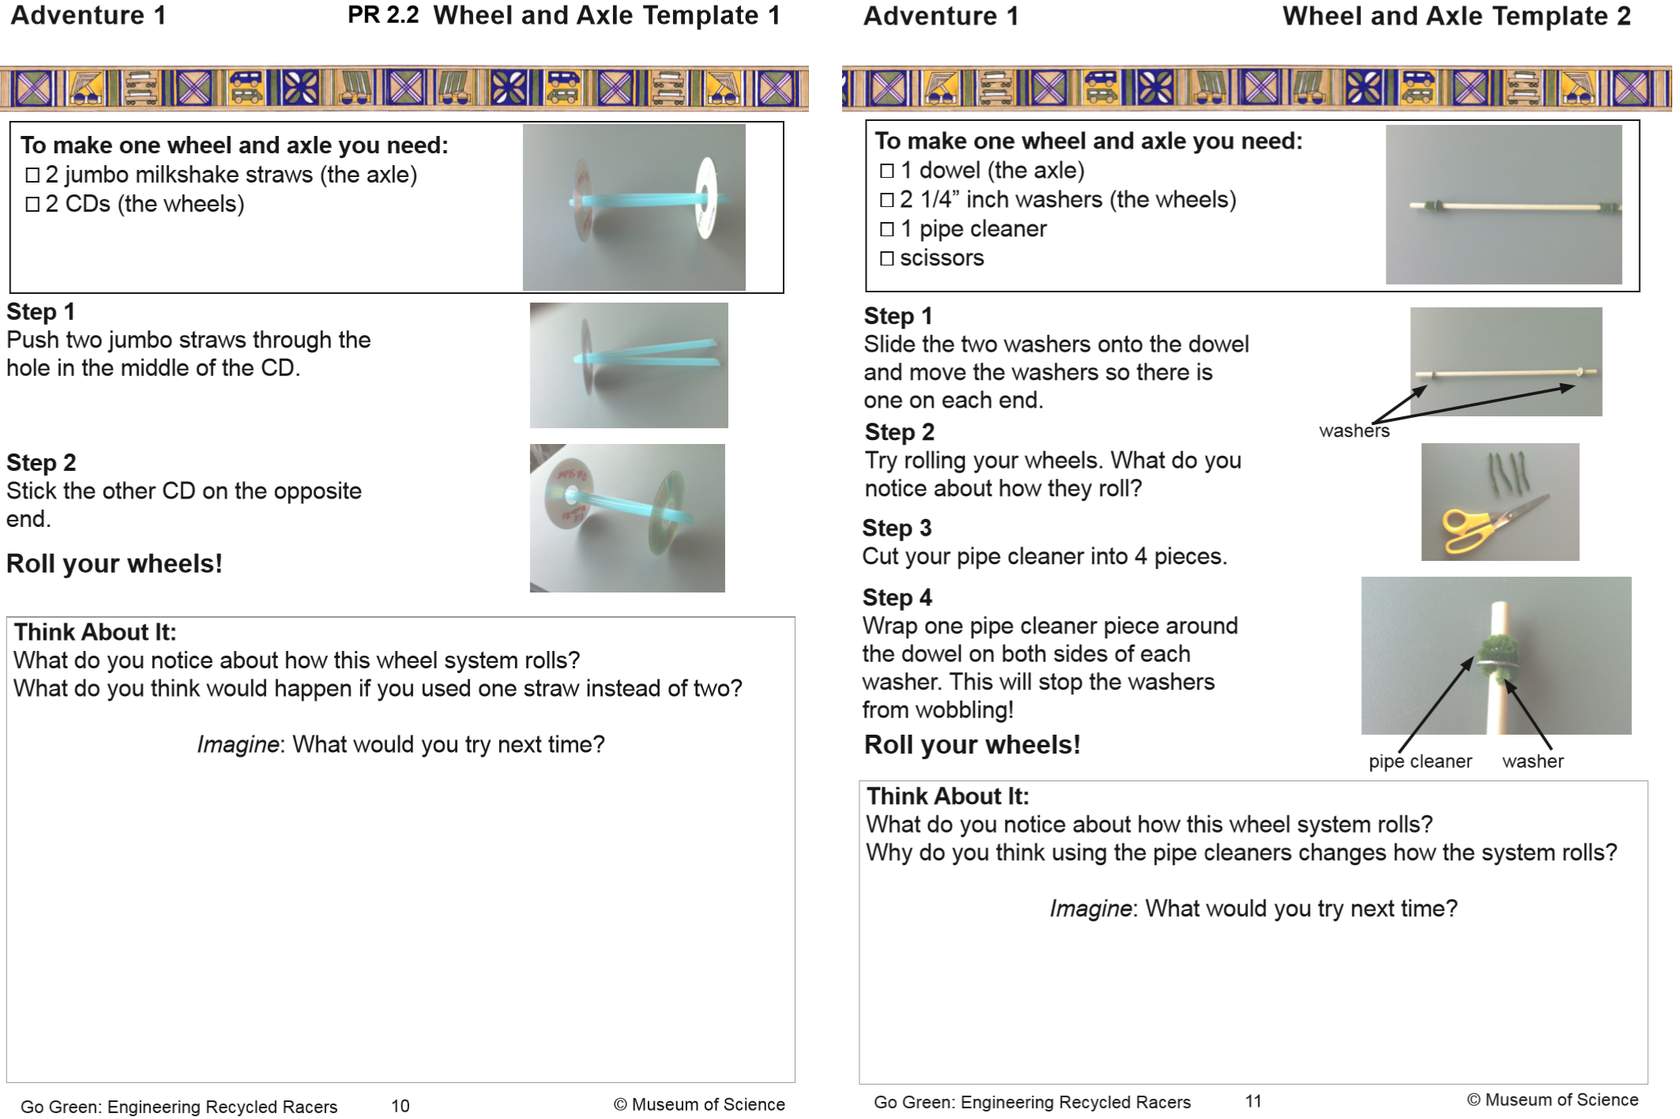 Adventure 1
PR 2.2 Wheel and Axle Template 1
To make one wheel and axle you need:
☐ 2 jumbo milkshake straws (the axle)
☐ 2 CDs (the wheels)
Step 1
Push two jumbo straws through the
hole in the middle of the CD.
Step 2
Stick the other CD on the opposite
end.
Roll your wheels!
Think About It:
What do you notice about how this wheel system rolls?
What do you think would happen if you used one straw instead of two?
Imagine: What would you try next time?
Go Green: Engineering Recycled Racers
10
© Museum of Science
Adventure 1
Wheel and Axle Template 2
To make one wheel and axle you need:
☐ 1 dowel (the axle)
☐ 2 1/4” inch washers (the wheels)
☐ 1 pipe cleaner
☐ scissors
Step 1
Slide the two washers onto the dowel
and move the washers so there is
one on each end.
washers
Step 2
Try rolling your wheels. What do you
notice about how they roll?
Step 3
Cut your pipe cleaner into 4 pieces.
Step 4
Wrap one pipe cleaner piece around
the dowel on both sides of each
washer. This will stop the washers
from wobbling!
Roll your wheels!
pipe cleaner
washer
Think About It:
What do you notice about how this wheel system rolls?
Why do you think using the pipe cleaners changes how the system rolls?
Imagine: What would you try next time?
Go Green: Engineering Recycled Racers
11
© Museum of Science